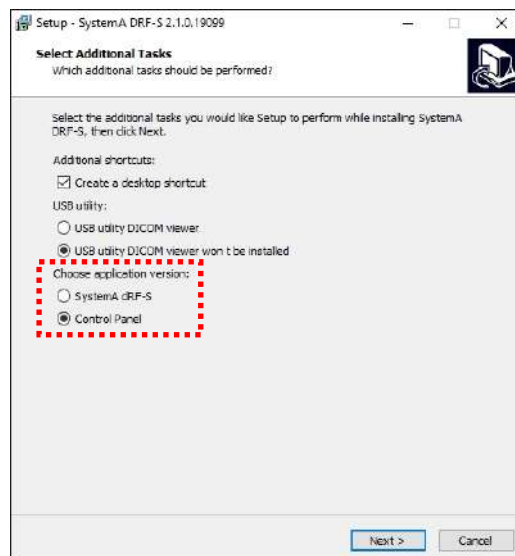 Setup - SystemA DRF-S 2.1.0.19099
Select Additional Tasks
Which additional tasks should be performed?
Select the additional tasks you would like Setup to perform while installing SystemA
DRF-S, then click Next.
Additional shortcuts:
Create a desktop shortcut
USB utility:
USB utility DICOM viewer
USB utility DICOM viewer won t be installed
Choose application version:
SystemA dRF-S
Control Panel
Next >
Cancel